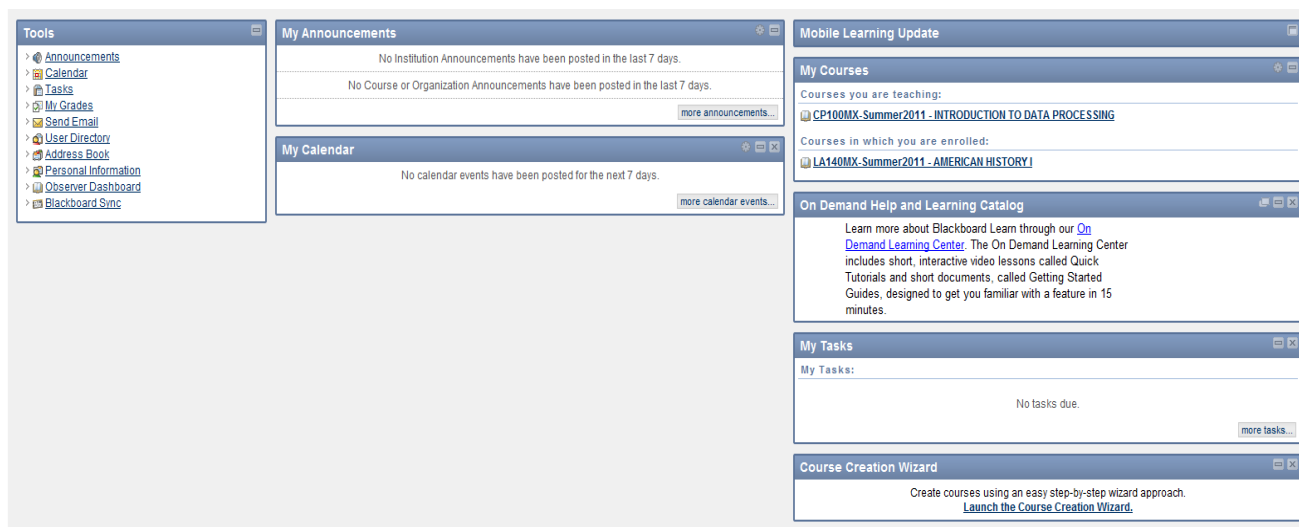 Tools
Announcements
Calendar
Tasks
My Grades
Send Email
User Directory
Address Book
Personal Information
Observer Dashboard
Blackboard Sync
My Announcements
No Institution Announcements have been posted in the last 7 days.
No Course or Organization Announcements have been posted in the last 7 days.
more announcements...
My Calendar
No calendar events have been posted for the next 7 days.
more calendar events...
Mobile Learning Update
My Courses
Courses you are teaching:
CP100MX-Summer2011 - INTRODUCTION TO DATA PROCESSING
Courses in which you are enrolled:
LA140MX-Summer2011 - AMERICAN HISTORY I
On Demand Help and Learning Catalog
Learn more about Blackboard Learn through our On
Demand Learning Center. The On Demand Learning Center
includes short, interactive video lessons called Quick
Tutorials and short documents, called Getting Started
Guides, designed to get you familiar with a feature in 15
minutes.
My Tasks
My Tasks:
No tasks due.
more tasks...
Course Creation Wizard
Create courses using an easy step-by-step wizard approach.
Launch the Course Creation Wizard.